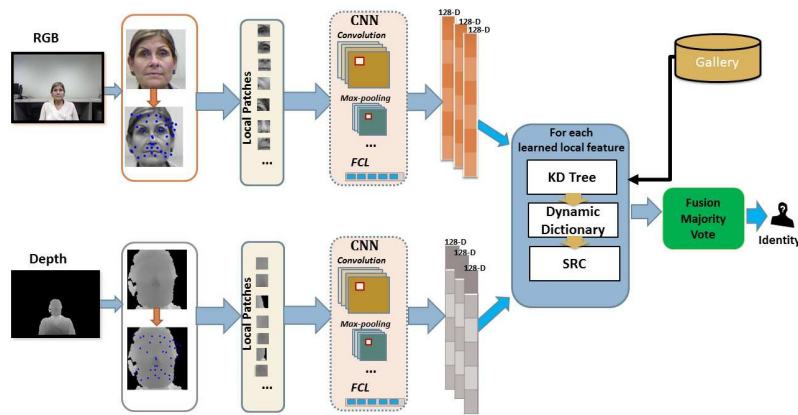 RGB
Local Patches
...
CNN
Convolution
Max-pooling
FCL
128-D
128-D
128-D
Gallery
For each
learned local feature
KD Tree
Dynamic
Dictionary
SRC
Fusion
Majority
Vote
Identity
Depth
Local Patches
...
CNN
Convolution
Max-pooling
FCL
128-D
128-D
128-D